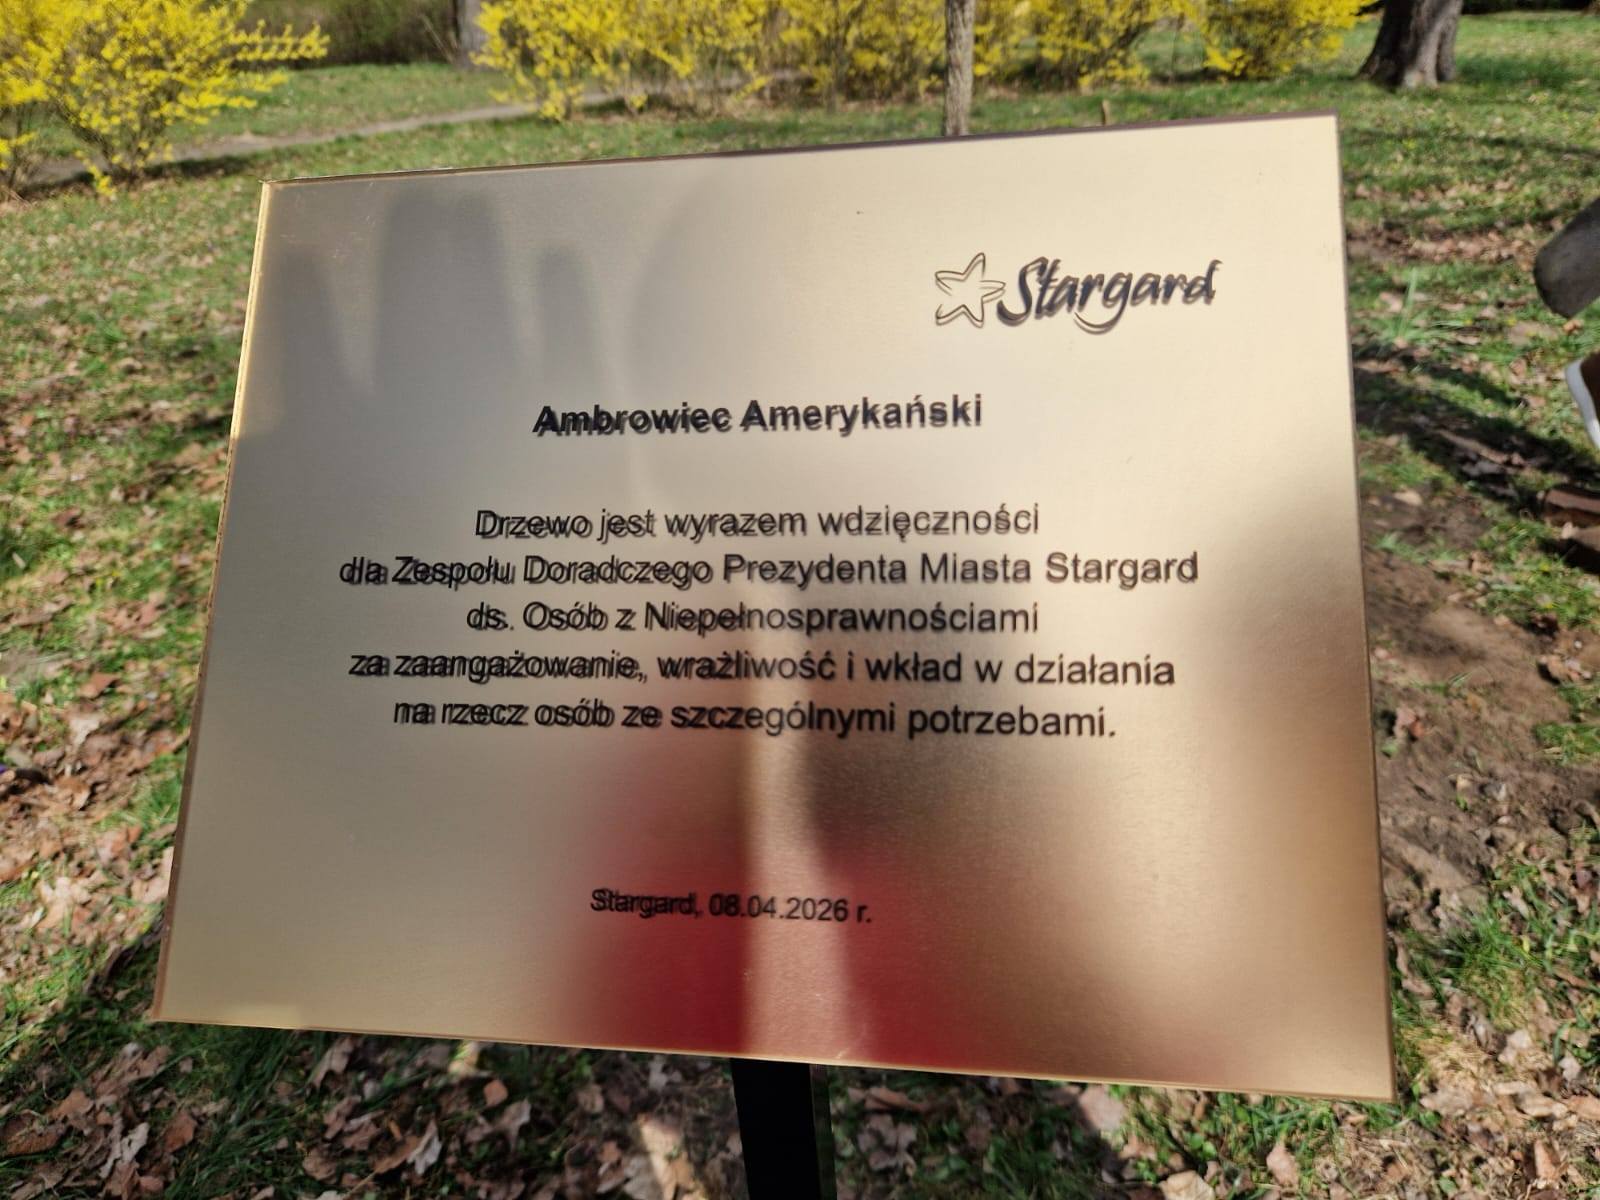 Stargard
Ambrowiec Amerykański
Drzewo jest wyrazem wdzięczności
dla Zespołu Doradczego Prezydenta Miasta Stargard
ds. Osób z Niepełnosprawnościami
za zaangażowanie, wrażliwość i wkład w działania
na rzecz osób ze szczególnymi potrzebami.
Stargard, 08.04.2026 r.